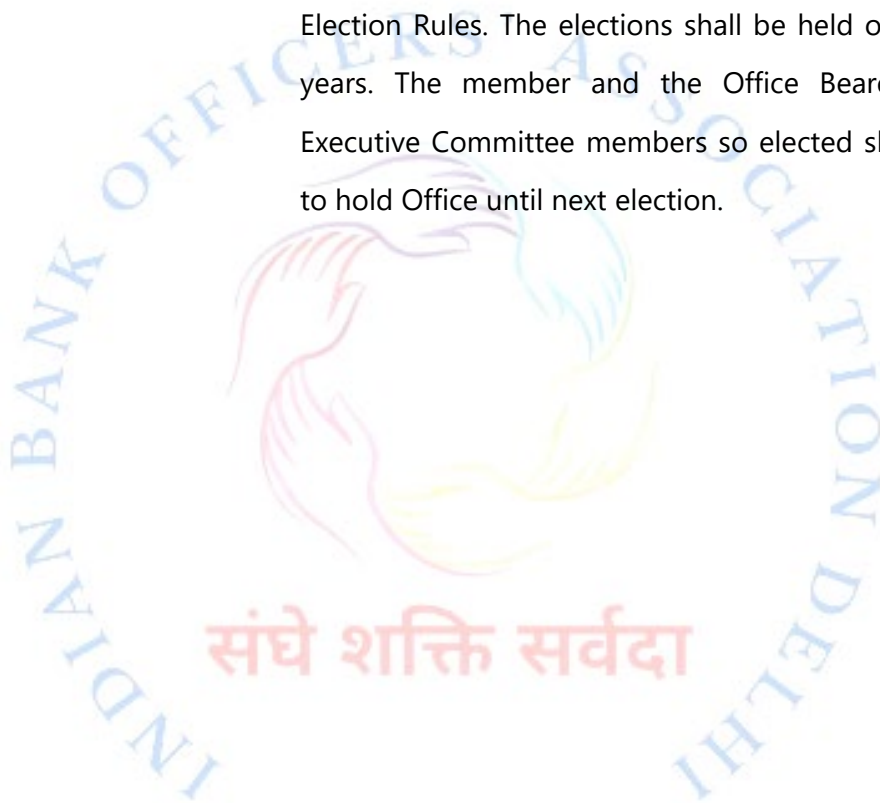 Election Rules. The elections shall be held o
years. The member and the Office Bear
Executive Committee members so elected s
to hold Office until next election.
INDIAN BANK OFFICERS' ASSOCIATION DELHI
संघे शक्ति सर्वदा